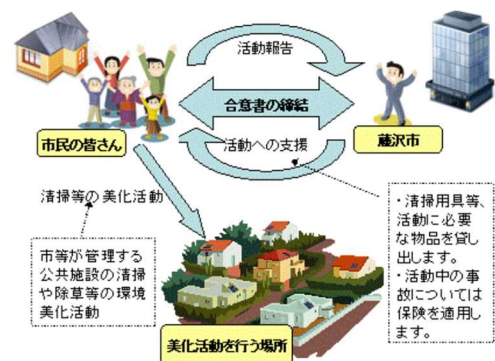 活動報告
合意書の締結
活動への支援
市民の皆さん
藤沢市
清掃等の美化活動
市等が管理する
公共施設の清掃
や除草等の環境
美化活動
・清掃用具等、
活動に必要
な物品を貸し
出します。
・活動中の事
故については
保険を適用し
ます。
美化活動を行う場所